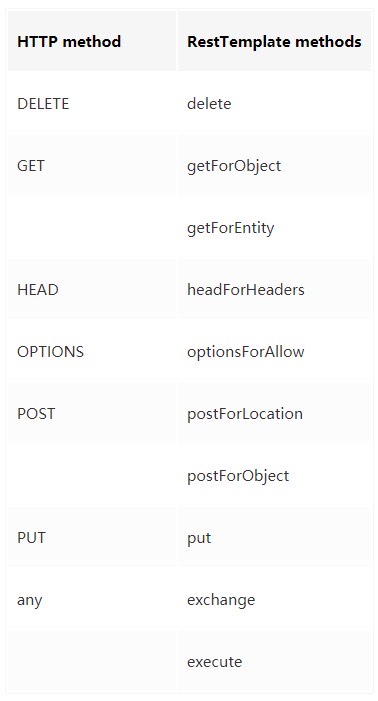 HTTP method RestTemplate methods
DELETE delete
GET getForObject
getForEntity
HEAD headForHeaders
OPTIONS optionsForAllow
POST postForLocation
postForObject
PUT put
any exchange
execute